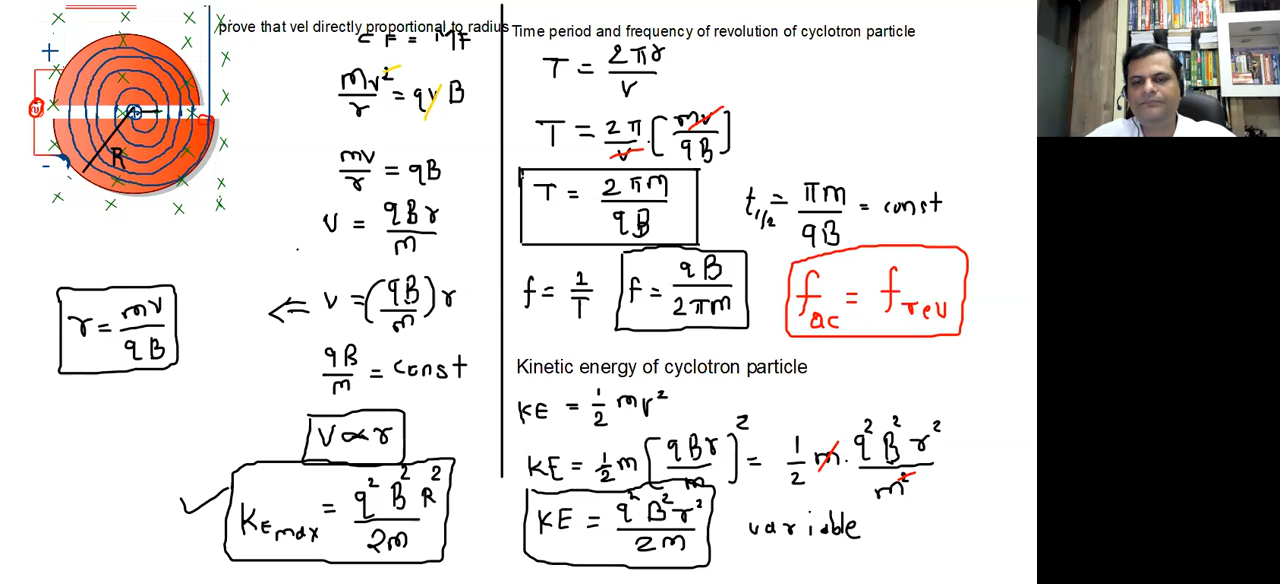 prove that vel directly proportional to radius
CF = MF
mv²/r = qvB
mv/r = qB
v = qBr/m
⇐ v = (qB/m) r
r = mv/qB
qB/m = const
V ∝ r
✓ KEmax = q²B²R²/2m
+
-
R
Time period and frequency of revolution of cyclotron particle
T = 2πr/v
T = 2π/v · [mv/qB]
T = 2πm/qB
t1/2 = πm/qB = const
f = 1/T
f = qB/2πm
fac = frev
Kinetic energy of cyclotron particle
KE = 1/2 mv²
KE = 1/2 m [qBr/m]² = 1/2 m · q²B²r²/m²
KE = q²B²r²/2m
variable